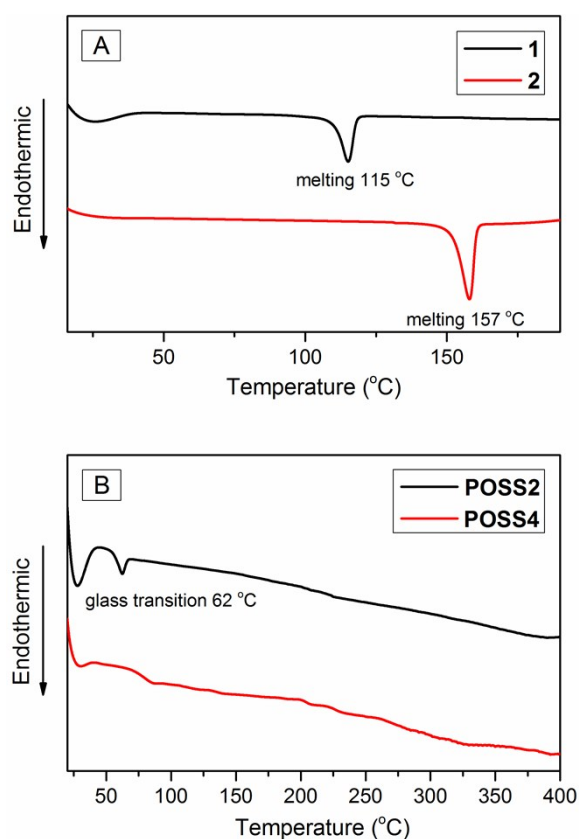 A
1
2
Endothermic
melting 115 °C
melting 157 °C
50
100
150
Temperature (°C)
B
POSS2
POSS4
Endothermic
glass transition 62 °C
50
100
150
200
250
300
350
400
Temperature (°C)